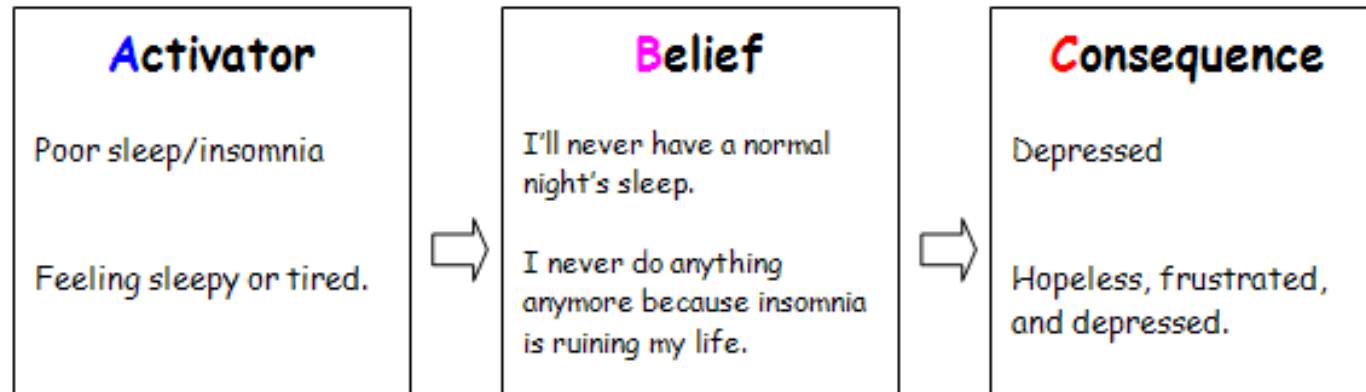 Activator
Poor sleep/insomnia
Feeling sleepy or tired.
Belief
I'll never have a normal
night's sleep.
I never do anything
anymore because insomnia
is ruining my life.
Consequence
Depressed
Hopeless, frustrated,
and depressed.